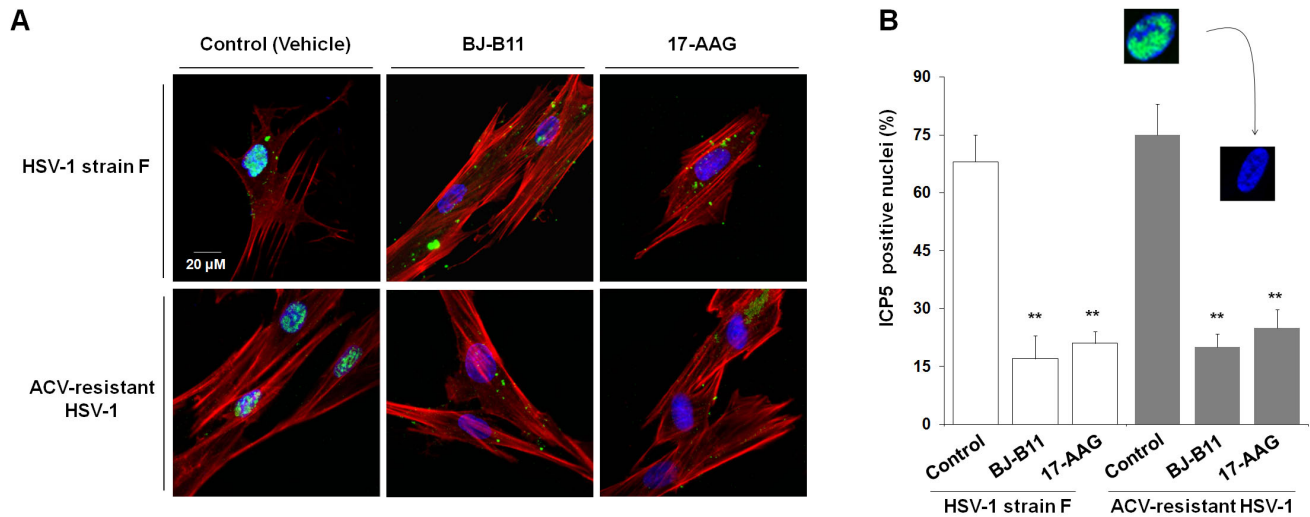 A
Control (Vehicle)
BJ-B11
17-AAG
HSV-1 strain F
20 µM
ACV-resistant
HSV-1
B
ICP5 positive nuclei (%)
90
75
60
45
30
15
0
**
**
**
**
Control
BJ-B11
17-AAG
Control
BJ-B11
17-AAG
HSV-1 strain F
ACV-resistant HSV-1